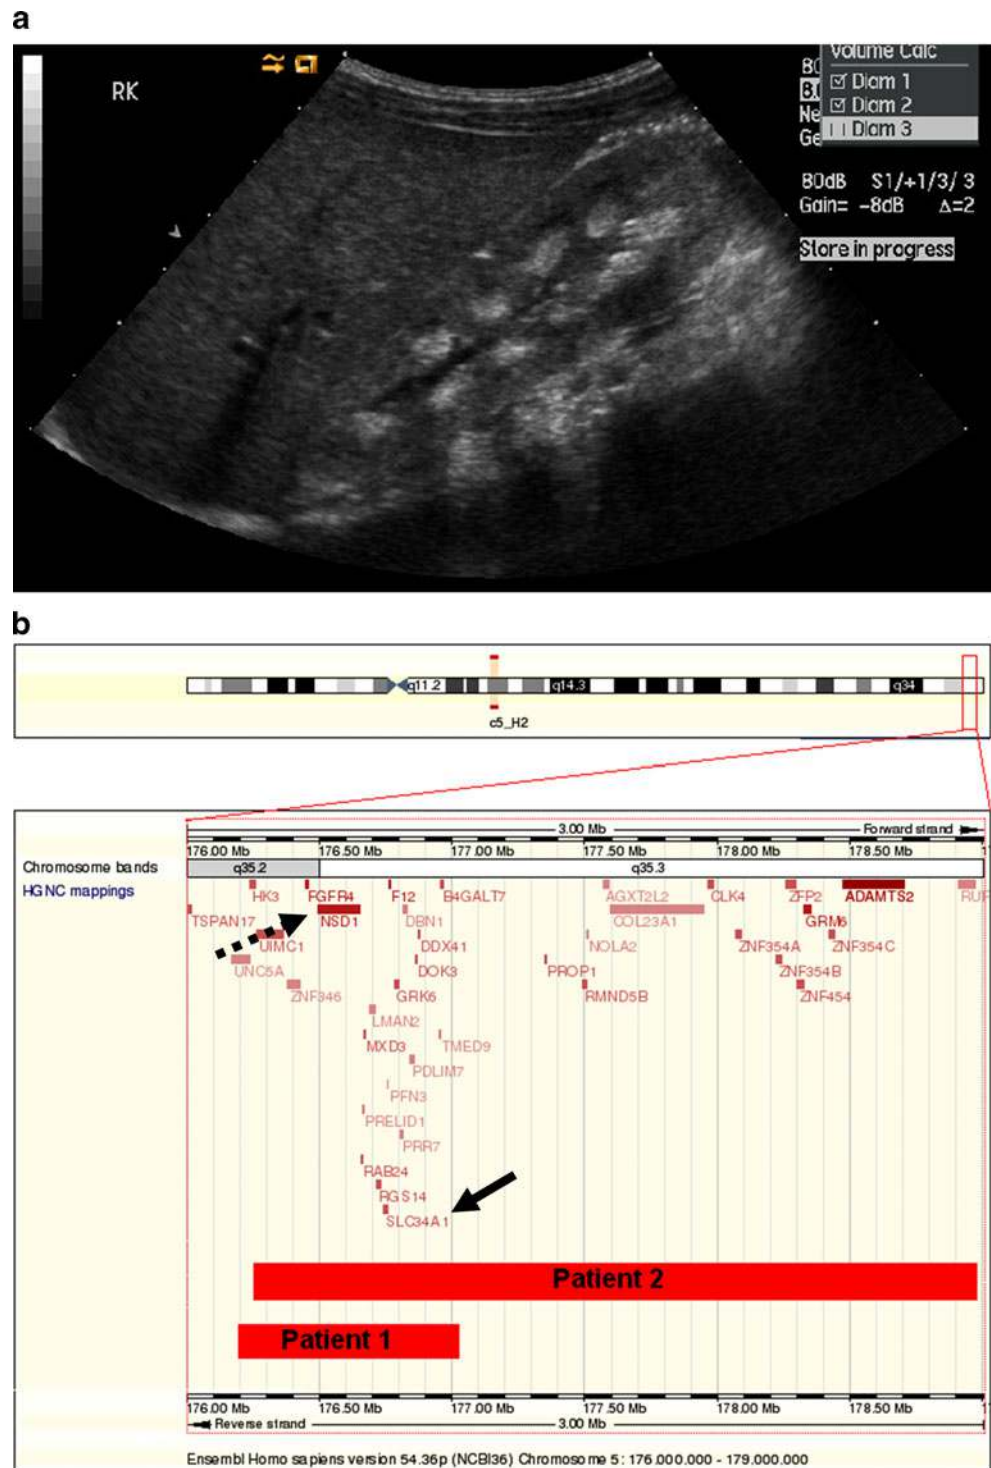 a
RK
Volume Calc
Diam 1
Diam 2
Diam 3
80dB S1/+1/3/ 3
Gain= -8dB Δ=2
Store in progress
b
q11.2 q14.3 q34
c5_H2
3.00 Mb Forward strand
176.00 Mb 176.50 Mb 177.00 Mb 177.50 Mb 178.00 Mb 178.50 Mb
Chromosome bands q35.2 q35.3
HGNC mappings
HK3 FGFR4 F12 B4GALT7 AGXT2L2 CLK4 ZFP2 ADAMTS2
TSPAN17 NSD1 DBN1 COL23A1 GRM6
UIMC1 DDX41 NOLA2 ZNF354A ZNF354C
UNC5A DOK3 PROP1 ZNF354B
ZNF346 GRK6 RMND5B ZNF454
LMAN2
MXD3 TMED9
PDLIM7
PFN3
PRELID1
PRR7
RAB24
RGS14
SLC34A1
Patient 2
Patient 1
176.00 Mb 176.50 Mb 177.00 Mb 177.50 Mb 178.00 Mb 178.50 Mb
Reverse strand 3.00 Mb
Ensembl Homo sapiens version 54.36p (NCBI36) Chromosome 5: 176,000,000 - 179,000,000